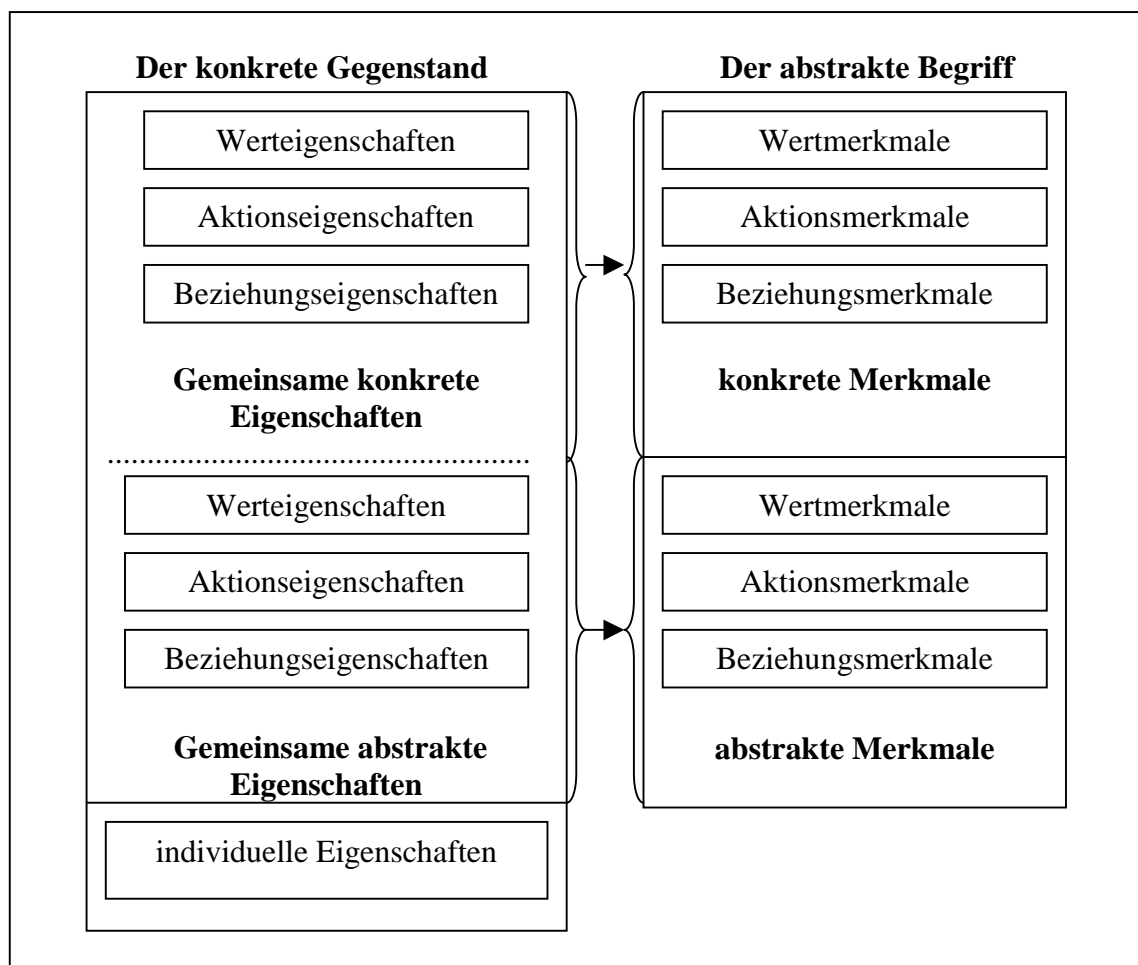 Der konkrete Gegenstand
Werteigenschaften
Aktionseigenschaften
Beziehungseigenschaften
Gemeinsame konkrete
Eigenschaften
Werteigenschaften
Aktionseigenschaften
Beziehungseigenschaften
Gemeinsame abstrakte
Eigenschaften
individuelle Eigenschaften
Der abstrakte Begriff
Wertmerkmale
Aktionsmerkmale
Beziehungsmerkmale
konkrete Merkmale
Wertmerkmale
Aktionsmerkmale
Beziehungsmerkmale
abstrakte Merkmale